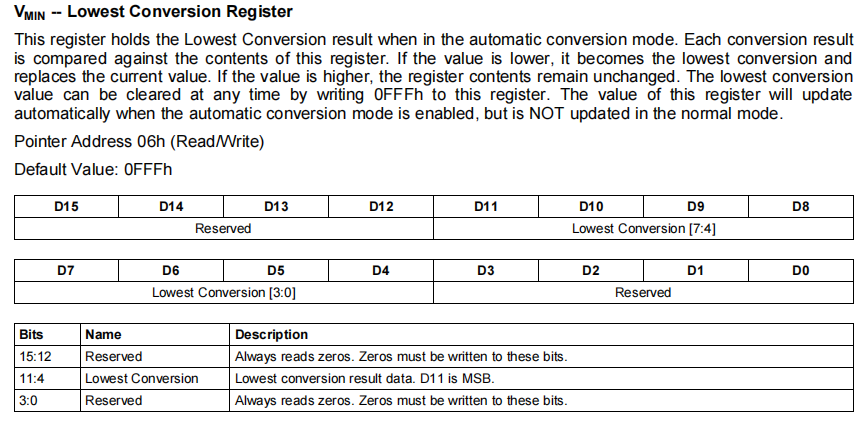 VMIN -- Lowest Conversion Register
This register holds the Lowest Conversion result when in the automatic conversion mode. Each conversion result
is compared against the contents of this register. If the value is lower, it becomes the lowest conversion and
replaces the current value. If the value is higher, the register contents remain unchanged. The lowest conversion
value can be cleared at any time by writing 0FFFh to this register. The value of this register will update
automatically when the automatic conversion mode is enabled, but is NOT updated in the normal mode.
Pointer Address 06h (Read/Write)
Default Value: 0FFFh
D15 D14 D13 D12 D11 D10 D9 D8
Reserved Lowest Conversion [7:4]
D7 D6 D5 D4 D3 D2 D1 D0
Lowest Conversion [3:0] Reserved
Bits Name Description
15:12 Reserved Always reads zeros. Zeros must be written to these bits.
11:4 Lowest Conversion Lowest conversion result data. D11 is MSB.
3:0 Reserved Always reads zeros. Zeros must be written to these bits.